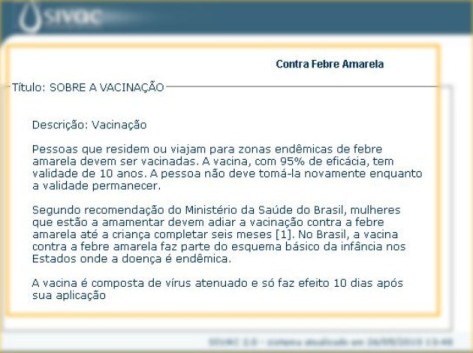 SIVAC
Contra Febre Amarela
Título: SOBRE A VACINAÇÃO
Descrição: Vacinação
Pessoas que residem ou viajam para zonas endêmicas de febre
amarela devem ser vacinadas. A vacina, com 95% de eficácia, tem
validade de 10 anos. A pessoa não deve tomá-la novamente enquanto
a validade permanecer.
Segundo recomendação do Ministério da Saúde do Brasil, mulheres
que estão a amamentar devem adiar a vacinação contra a febre
amarela até a criança completar seis meses [1]. No Brasil, a vacina
contra a febre amarela faz parte do esquema básico da infância nos
Estados onde a doença é endêmica.
A vacina é composta de vírus atenuado e só faz efeito 10 dias após
sua aplicação
SIVAC 2.0 - sistema atualizado em